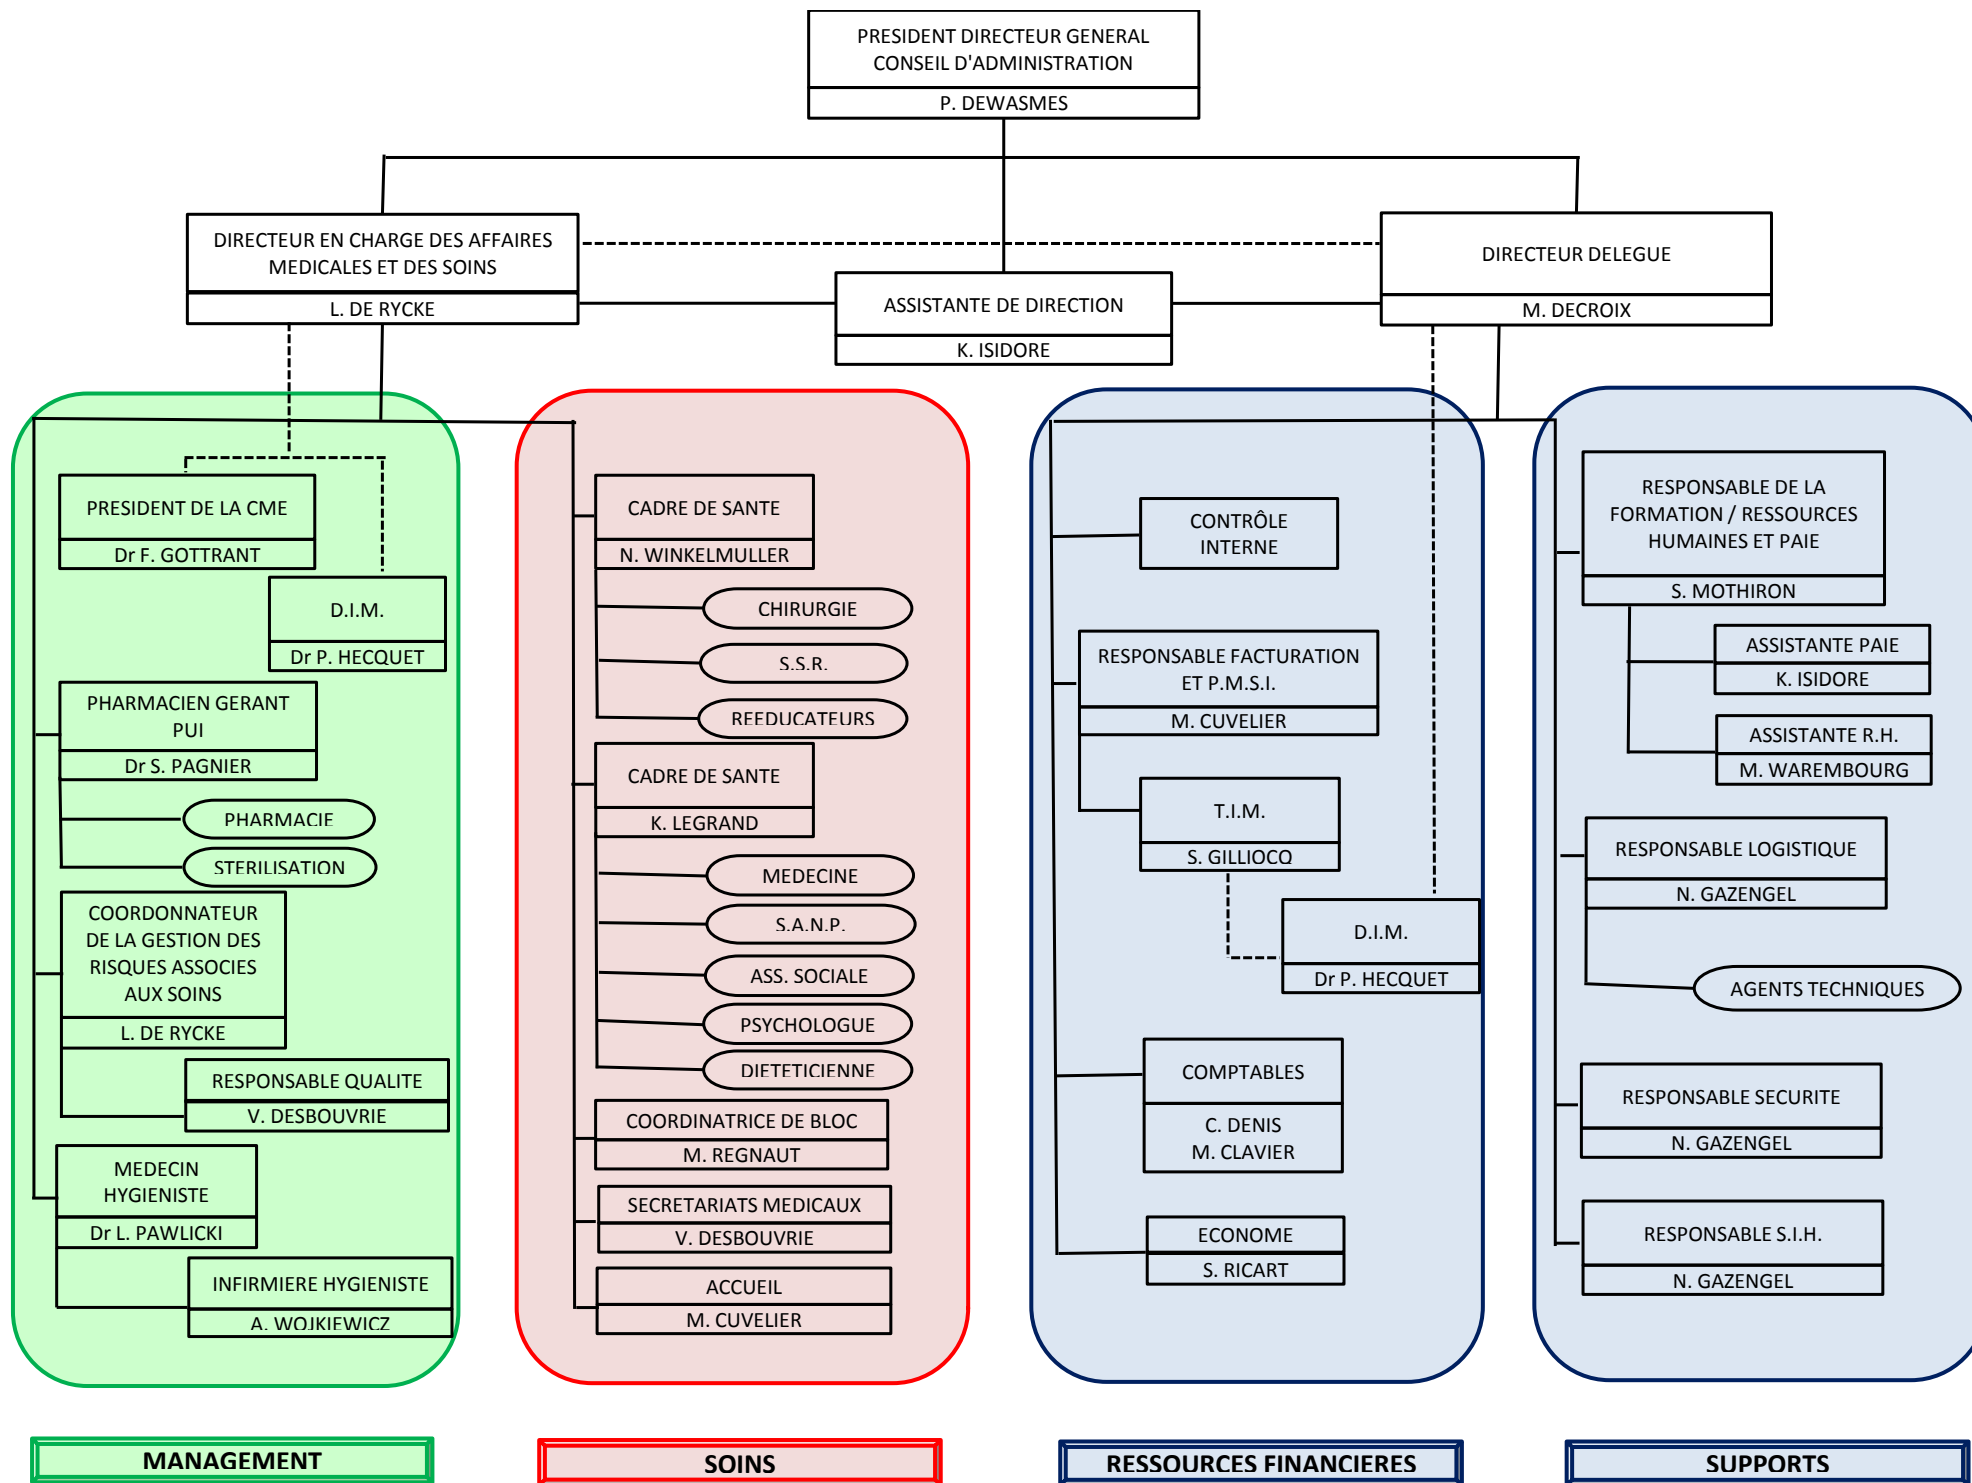 PRESIDENT DIRECTEUR GENERAL
CONSEIL D'ADMINISTRATION
P. DEWASMES
DIRECTEUR EN CHARGE DES AFFAIRES
MEDICALES ET DES SOINS
L. DE RYCKE
ASSISTANTE DE DIRECTION
K. ISIDORE
DIRECTEUR DELEGUE
M. DECROIX
PRESIDENT DE LA CME
Dr F. GOTTRANT
D.I.M.
Dr P. HECQUET
PHARMACIEN GERANT
PUI
Dr S. PAGNIER
PHARMACIE
STERILISATION
COORDONNATEUR
DE LA GESTION DES
RISQUES ASSOCIES
AUX SOINS
L. DE RYCKE
RESPONSABLE QUALITE
V. DESBOUVRIE
MEDECIN
HYGIENISTE
Dr L. PAWLICKI
INFIRMIERE HYGIENISTE
A. WOJKIEWICZ
MANAGEMENT
CADRE DE SANTE
N. WINKELMULLER
CHIRURGIE
S.S.R.
REEDUCATEURS
CADRE DE SANTE
K. LEGRAND
MEDECINE
S.A.N.P.
ASS. SOCIALE
PSYCHOLOGUE
DIETETICIENNE
COORDINATRICE DE BLOC
M. REGNAUT
SECRETARIATS MEDICAUX
V. DESBOUVRIE
ACCUEIL
M. CUVELIER
SOINS
CONTRÔLE
INTERNE
RESPONSABLE FACTURATION
ET P.M.S.I.
M. CUVELIER
T.I.M.
S. GILLIOCQ
D.I.M.
Dr P. HECQUET
COMPTABLES
C. DENIS
M. CLAVIER
ECONOME
S. RICART
RESSOURCES FINANCIERES
RESPONSABLE DE LA
FORMATION / RESSOURCES
HUMAINES ET PAIE
S. MOTHIRON
ASSISTANTE PAIE
K. ISIDORE
ASSISTANTE R.H.
M. WAREMBOURG
RESPONSABLE LOGISTIQUE
N. GAZENGEL
AGENTS TECHNIQUES
RESPONSABLE SECURITE
N. GAZENGEL
RESPONSABLE S.I.H.
N. GAZENGEL
SUPPORTS